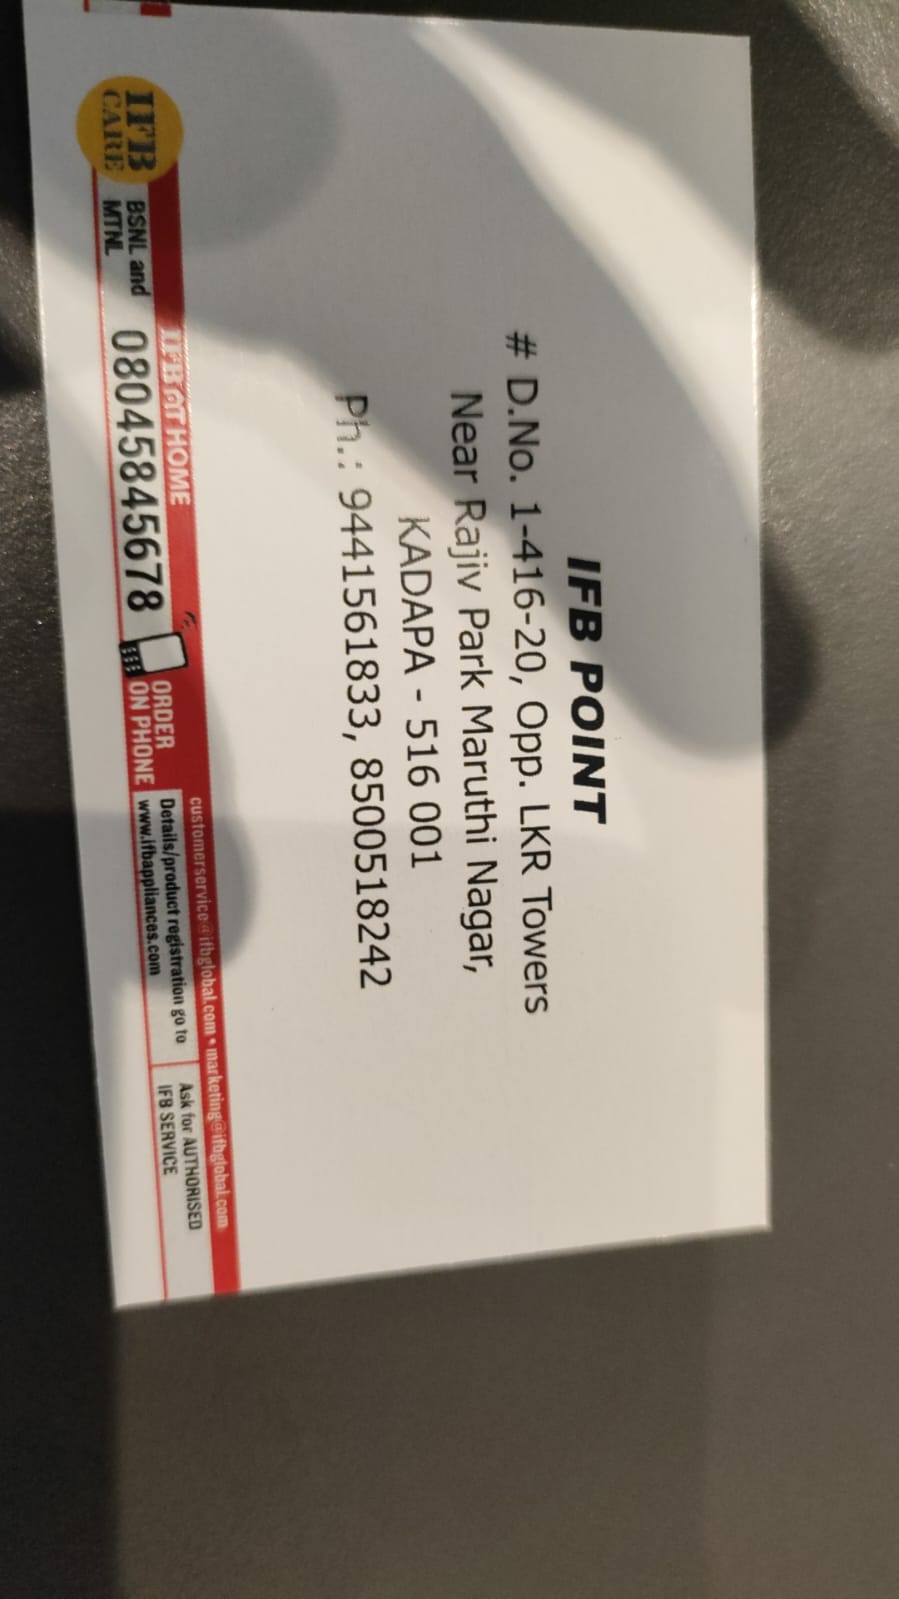 IFB POINT
# D.No. 1-416-20, Opp. LKR Towers
Near Rajiv Park Maruthi Nagar,
KADAPA - 516 001
Ph.: 9441561833, 8500518242
IFB at HOME
customerservice@ifbglobal.com • marketing@ifbglobal.com
IFB
CARE
BSNL and
MTNL
08045845678
ORDER
ON PHONE
Details/product registration go to
www.ifbappliances.com
Ask for AUTHORISED
IFB SERVICE